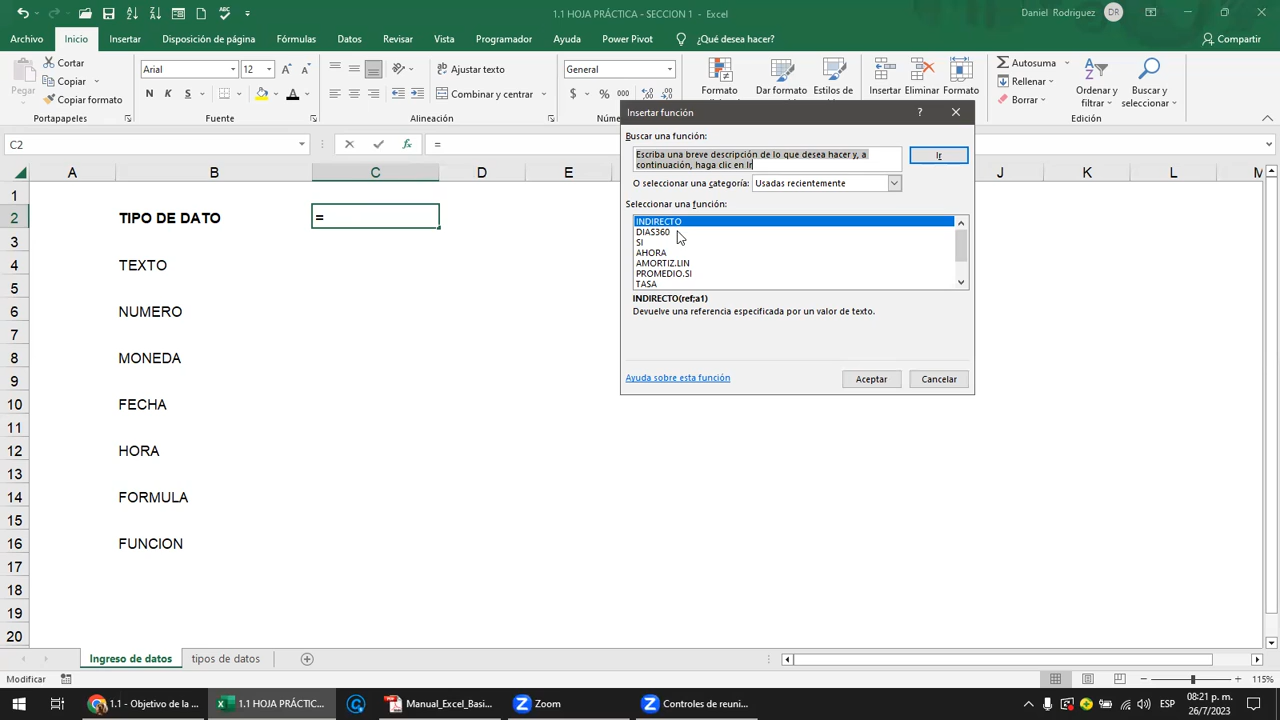 1.1 HOJA PRÁCTICA - SECCION 1 - Excel
Daniel Rodriguez
DR
Archivo
Inicio
Insertar
Disposición de página
Fórmulas
Datos
Revisar
Vista
Programador
Ayuda
Power Pivot
¿Qué desea hacer?
Compartir
Pegar
Cortar
Copiar
Copiar formato
Portapapeles
Arial
12
N K S
Fuente
Ajustar texto
Combinar y centrar
Alineación
General
$ % 000
Dar formato
Estilos de
Insertar
Eliminar
Formato
Autosuma
Rellenar
Borrar
Ordenar y
filtrar
Buscar y
seleccionar
Edición
C2
fx
=
A B C D E J K L M
1
2 TIPO DE DATO =
3
4 TEXTO
5
6 NUMERO
7
8 MONEDA
9
10 FECHA
11
12 HORA
13
14 FORMULA
15
16 FUNCION
17
18
19
20
Insertar función
Buscar una función:
Escriba una breve descripción de lo que desea hacer y, a
continuación, haga clic en Ir
Ir
O seleccionar una categoría: Usadas recientemente
Seleccionar una función:
INDIRECTO
DIAS360
SI
AHORA
AMORTIZ.LIN
PROMEDIO.SI
TASA
INDIRECTO(ref;a1)
Devuelve una referencia especificada por un valor de texto.
Ayuda sobre esta función
Aceptar
Cancelar
Ingreso de datos
tipos de datos
Modificar
115%
1.1 - Objetivo de la ...
1.1 HOJA PRÁCTIC...
Manual_Excel_Basi...
Zoom
Controles de reuni...
ESP
08:21 p. m.
26/7/2023